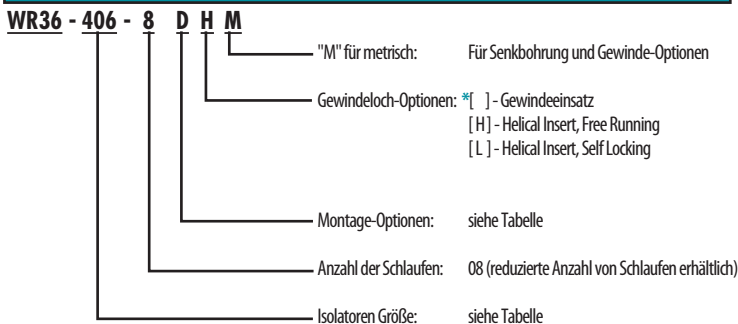 WR36 - 406 - 8 D H M
"M" für metrisch: Für Senkbohrung und Gewinde-Optionen
Gewindeloch-Optionen: *[ ] - Gewindeeinsatz
[ H ] - Helical Insert, Free Running
[ L ] - Helical Insert, Self Locking
Montage-Optionen: siehe Tabelle
Anzahl der Schlaufen: 08 (reduzierte Anzahl von Schlaufen erhältlich)
Isolatoren Größe: siehe Tabelle